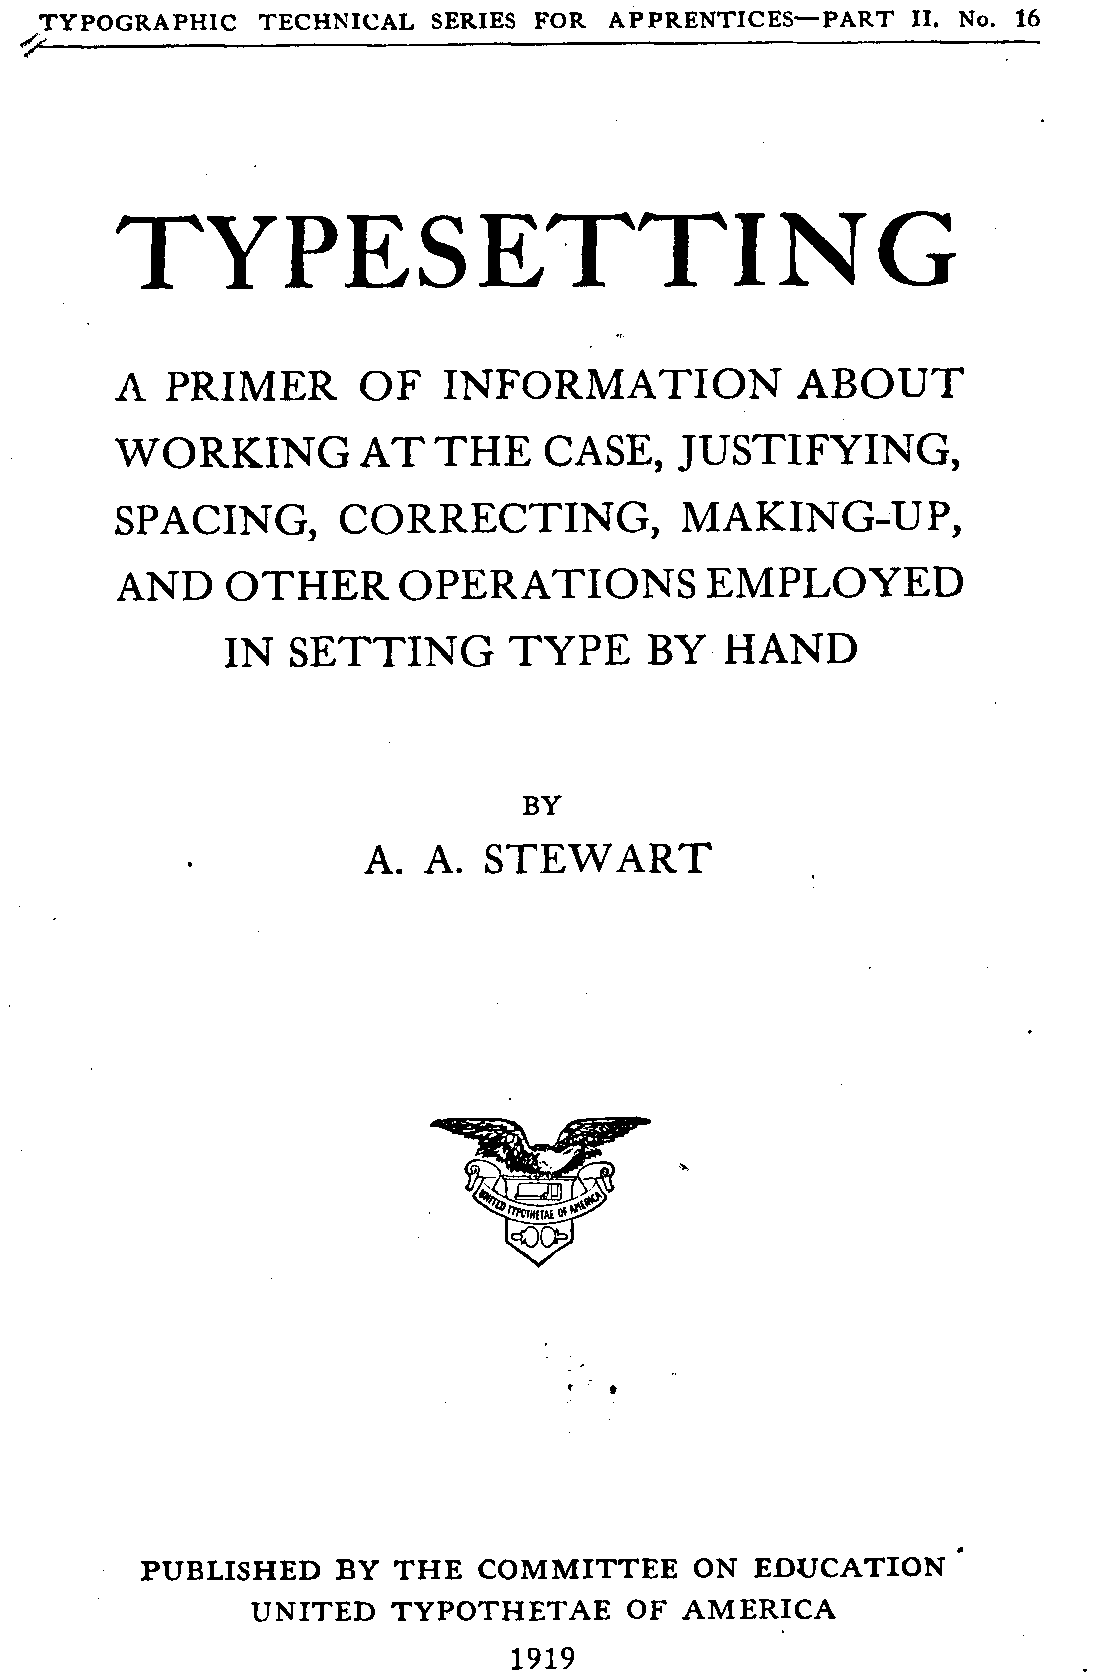 TYPOGRAPHIC TECHNICAL SERIES FOR APPRENTICES—PART II. No. 16
TYPESETTING
A PRIMER OF INFORMATION ABOUT
WORKING AT THE CASE, JUSTIFYING,
SPACING, CORRECTING, MAKING-UP,
AND OTHER OPERATIONS EMPLOYED
IN SETTING TYPE BY HAND
BY
A. A. STEWART
UNITED TYPOTHETAE OF AMERICA
PUBLISHED BY THE COMMITTEE ON EDUCATION
UNITED TYPOTHETAE OF AMERICA
1919